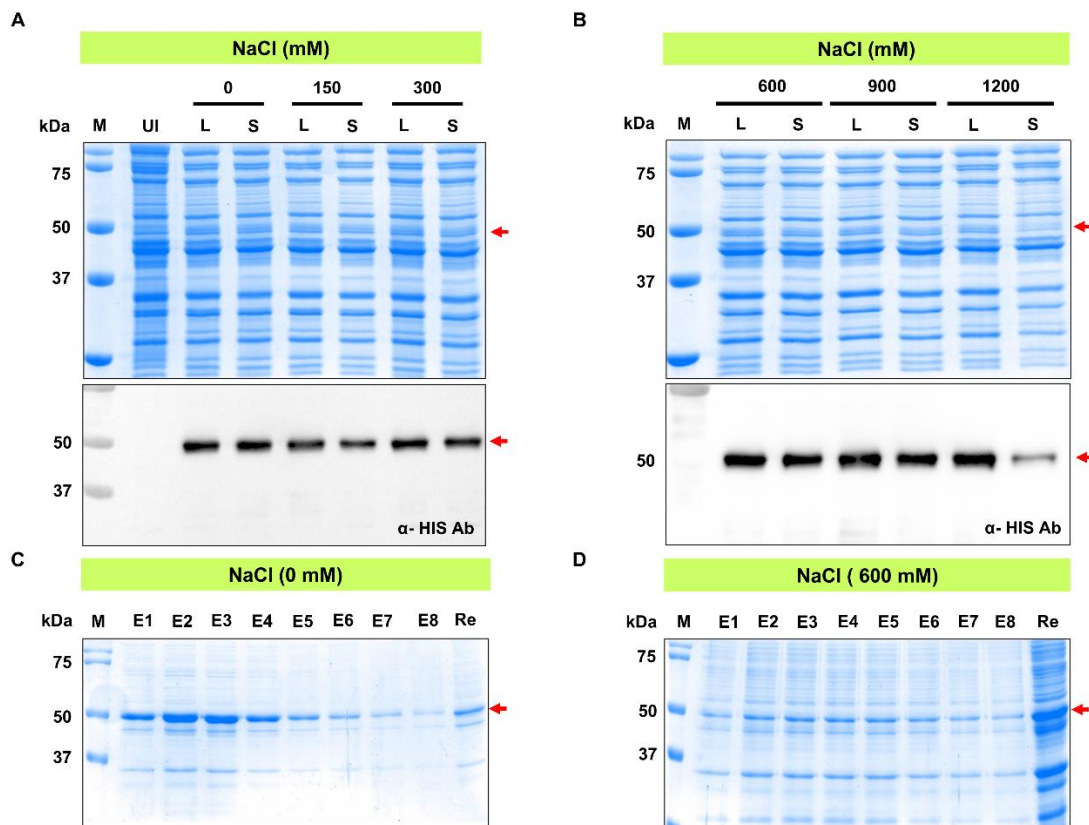 A
NaCl (mM)
0 150 300
kDa M UI L S L S L S
75
50
37
50
37
α- HIS Ab
B
NaCl (mM)
600 900 1200
kDa M L S L S L S
75
50
37
50
α- HIS Ab
C
NaCl (0 mM)
kDa M E1 E2 E3 E4 E5 E6 E7 E8 Re
75
50
37
D
NaCl ( 600 mM)
kDa M E1 E2 E3 E4 E5 E6 E7 E8 Re
75
50
37